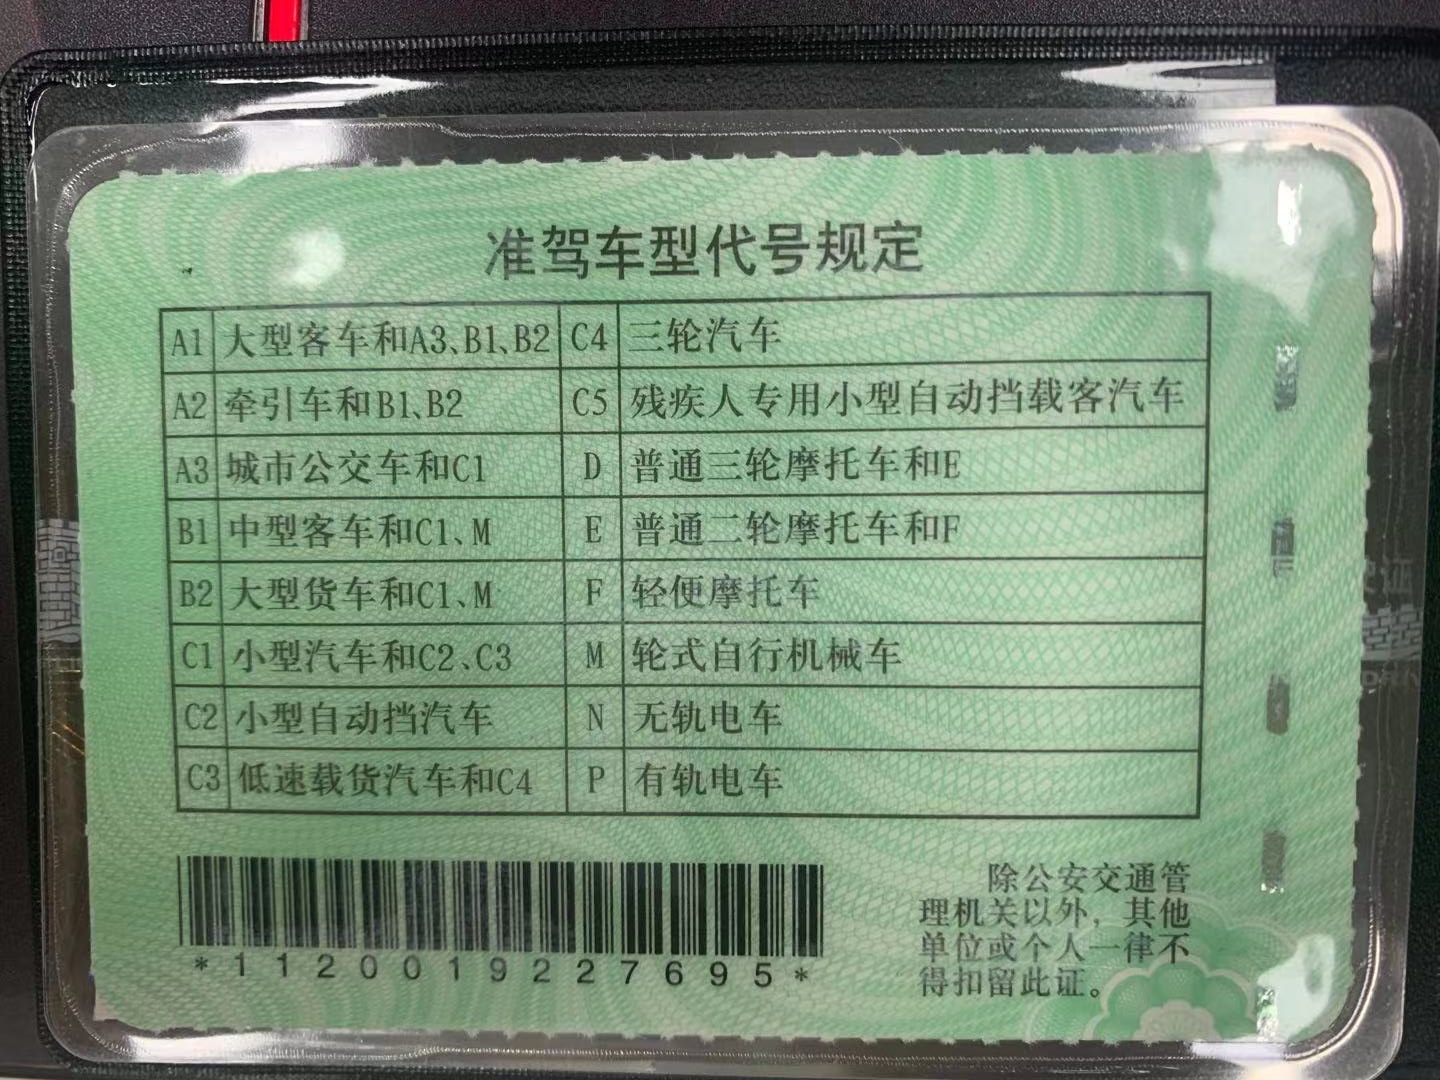 准驾车型代号规定
A1 大型客车和A3、B1、B2 C4 三轮汽车
A2 牵引车和B1、B2 C5 残疾人专用小型自动挡载客汽车
A3 城市公交车和C1 D 普通三轮摩托车和E
B1 中型客车和C1、M E 普通二轮摩托车和F
B2 大型货车和C1、M F 轻便摩托车
C1 小型汽车和C2、C3 M 轮式自行机械车
C2 小型自动挡汽车 N 无轨电车
C3 低速载货汽车和C4 P 有轨电车
*1120019227695*
除公安交通管
理机关以外，其他
单位或个人一律不
得扣留此证。